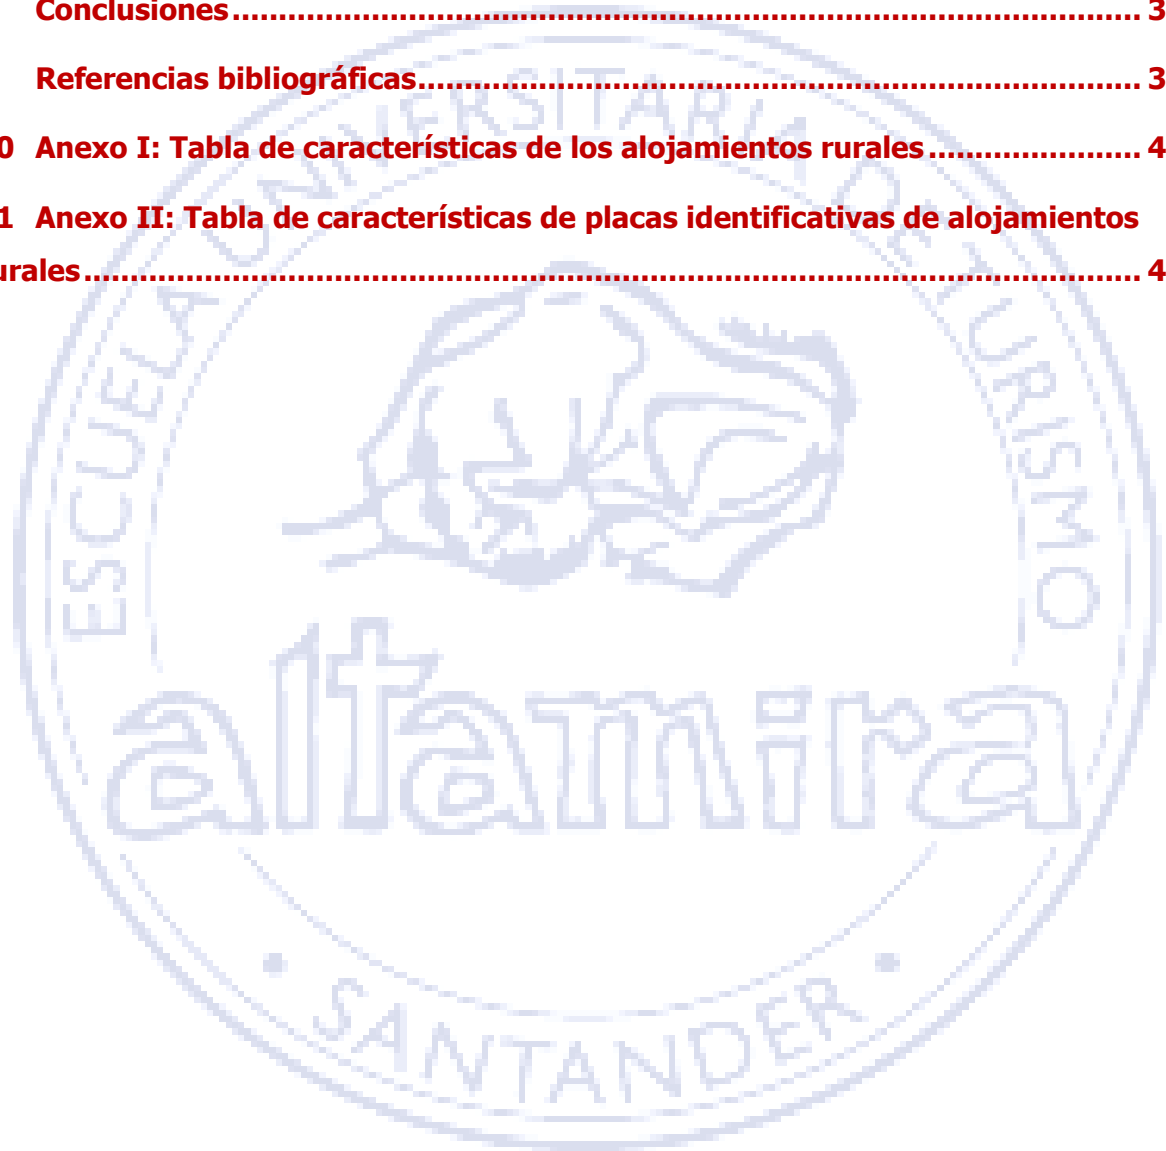 Conclusiones 3
Referencias bibliográficas 3
0 Anexo I: Tabla de características de los alojamientos rurales 4
1 Anexo II: Tabla de características de placas identificativas de alojamientos
urales 4
ESCUELA UNIVERSITARIA DE TURISMO
altamira
• SANTANDER •